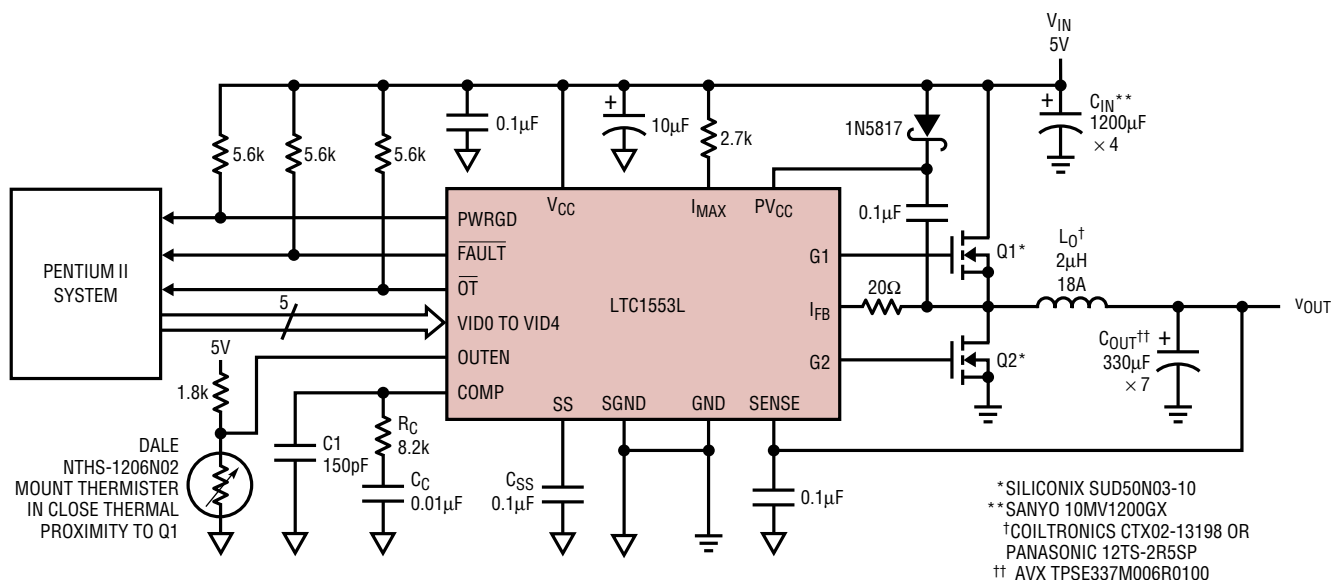 VIN
5V
CIN**
1200µF
× 4
1N5817
0.1µF
10µF
2.7k
5.6k
5.6k
5.6k
0.1µF
PENTIUM II
SYSTEM
5
PWRGD
FAULT
OT
VID0 TO VID4
OUTEN
COMP
VCC
IMAX
PVCC
LTC1553L
G1
IFB
G2
SS
SGND
GND
SENSE
20Ω
Q1*
Q2*
LO†
2µH
18A
VOUT
COUT††
330µF
× 7
5V
1.8k
DALE
NTHS-1206N02
MOUNT THERMISTER
IN CLOSE THERMAL
PROXIMITY TO Q1
C1
150pF
RC
8.2k
CC
0.01µF
CSS
0.1µF
0.1µF
*SILICONIX SUD50N03-10
**SANYO 10MV1200GX
†COILTRONICS CTX02-13198 OR
PANASONIC 12TS-2R5SP
†† AVX TPSE337M006R0100